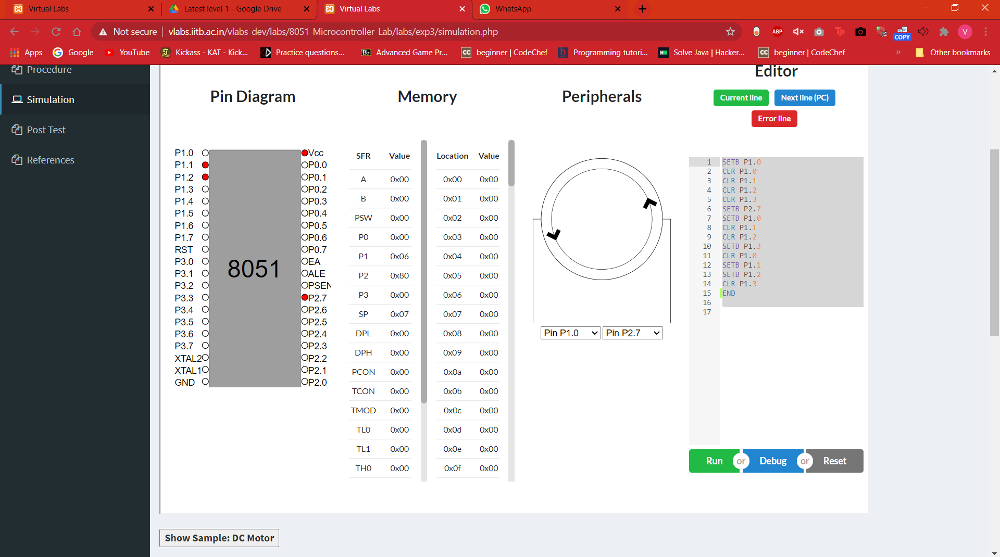 Virtual Labs
Latest level 1 - Google Drive
Virtual Labs
WhatsApp
Not secure | vlabs.iitb.ac.in/vlabs-dev/labs/8051-Microcontroller-Lab/labs/exp3/simulation.php
ABP
Tp
COPY
V
Apps
Google
YouTube
Kickass - KAT - Kick...
Practice questions...
Bb Advanced Game Pr...
CC beginner | CodeChef
h Programming tutori...
Solve Java | Hacker...
CC beginner | CodeChef
»
Other bookmarks
Procedure
Simulation
Post Test
References
Pin Diagram
P1.0
P1.1
P1.2
P1.3
P1.4
P1.5
P1.6
P1.7
RST
P3.0
P3.1
P3.2
P3.3
P3.4
P3.5
P3.6
P3.7
XTAL2
XTAL1
GND
8051
Vcc
P0.0
P0.1
P0.2
P0.3
P0.4
P0.5
P0.6
P0.7
EA
ALE
PSEN
P2.7
P2.6
P2.5
P2.4
P2.3
P2.2
P2.1
P2.0
Memory
SFR Value
A 0x00
B 0x00
PSW 0x00
P0 0x00
P1 0x06
P2 0x80
P3 0x00
SP 0x07
DPL 0x00
DPH 0x00
PCON 0x00
TCON 0x00
TMOD 0x00
TL0 0x00
TL1 0x00
TH0 0x00
Location Value
0x00 0x00
0x01 0x00
0x02 0x00
0x03 0x00
0x04 0x00
0x05 0x00
0x06 0x00
0x07 0x00
0x08 0x00
0x09 0x00
0x0a 0x00
0x0b 0x00
0x0c 0x00
0x0d 0x00
0x0e 0x00
0x0f 0x00
Peripherals
Pin P1.0
Pin P2.7
Editor
Current line
Next line (PC)
Error line
1 SETB P1.0
2 CLR P1.0
3 CLR P1.1
4 CLR P1.2
5 CLR P1.3
6 SETB P2.7
7 SETB P1.0
8 CLR P1.1
9 CLR P1.2
10 SETB P1.3
11 CLR P1.0
12 SETB P1.1
13 SETB P1.2
14 CLR P1.3
15 END
16
17
Run or Debug or Reset
Show Sample: DC Motor